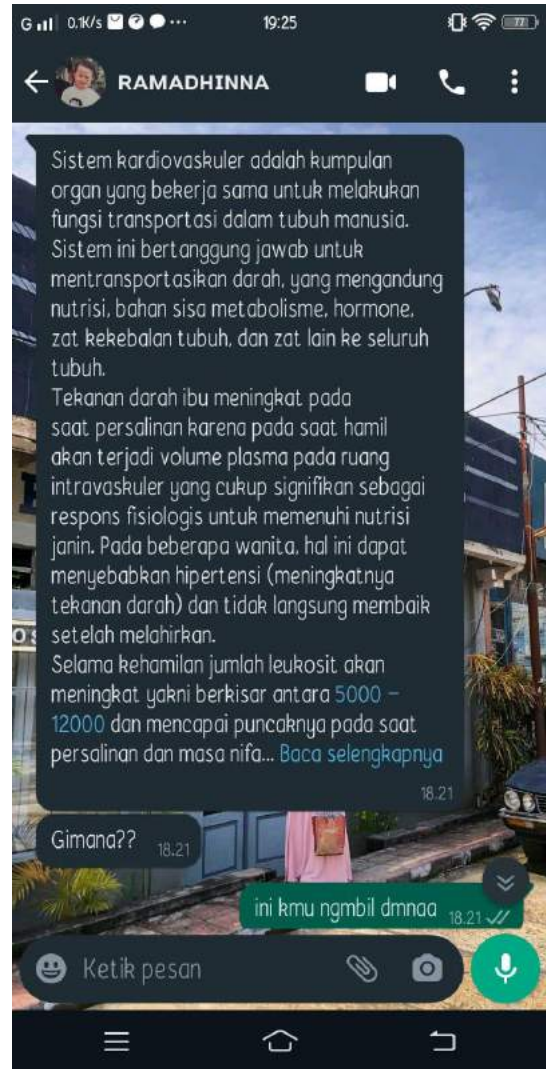 G 0.1K/s 19:25 77
RAMADHINNA
Sistem kardiovaskuler adalah kumpulan
organ yang bekerja sama untuk melakukan
fungsi transportasi dalam tubuh manusia.
Sistem ini bertanggung jawab untuk
mentransportasikan darah, yang mengandung
nutrisi, bahan sisa metabolisme, hormone,
zat kekebalan tubuh, dan zat lain ke seluruh
tubuh.
Tekanan darah ibu meningkat pada
saat persalinan karena pada saat hamil
akan terjadi volume plasma pada ruang
intravaskuler yang cukup signifikan sebagai
respons fisiologis untuk memenuhi nutrisi
janin. Pada beberapa wanita, hal ini dapat
menyebabkan hipertensi (meningkatnya
tekanan darah) dan tidak langsung membaik
setelah melahirkan.
Selama kehamilan jumlah leukosit akan
meningkat yakni berkisar antara 5000 –
12000 dan mencapai puncaknya pada saat
persalinan dan masa nifa... Baca selengkapnya
18.21
Gimana?? 18.21
ini kmu ngmbil dmnaa 18.21
Ketik pesan